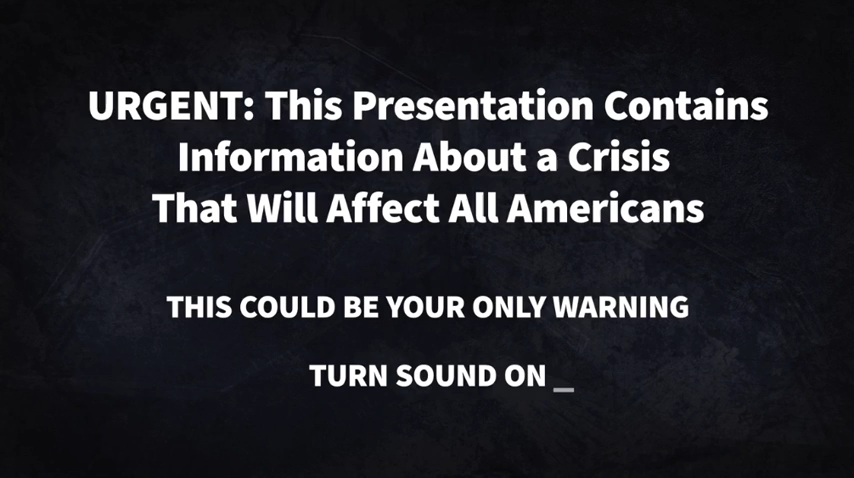 URGENT: This Presentation Contains
Information About a Crisis
That Will Affect All Americans
THIS COULD BE YOUR ONLY WARNING
TURN SOUND ON _